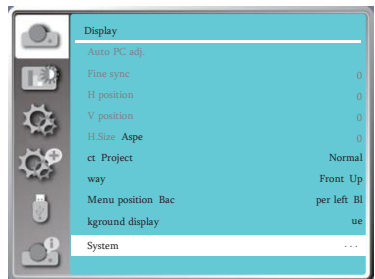 Display
Auto PC adj.
Fine sync 0
H position 0
V position 0
H.Size Aspe 0
ct Project Normal
way Front Up
Menu position Bac per left Bl
kground display ue
System ...